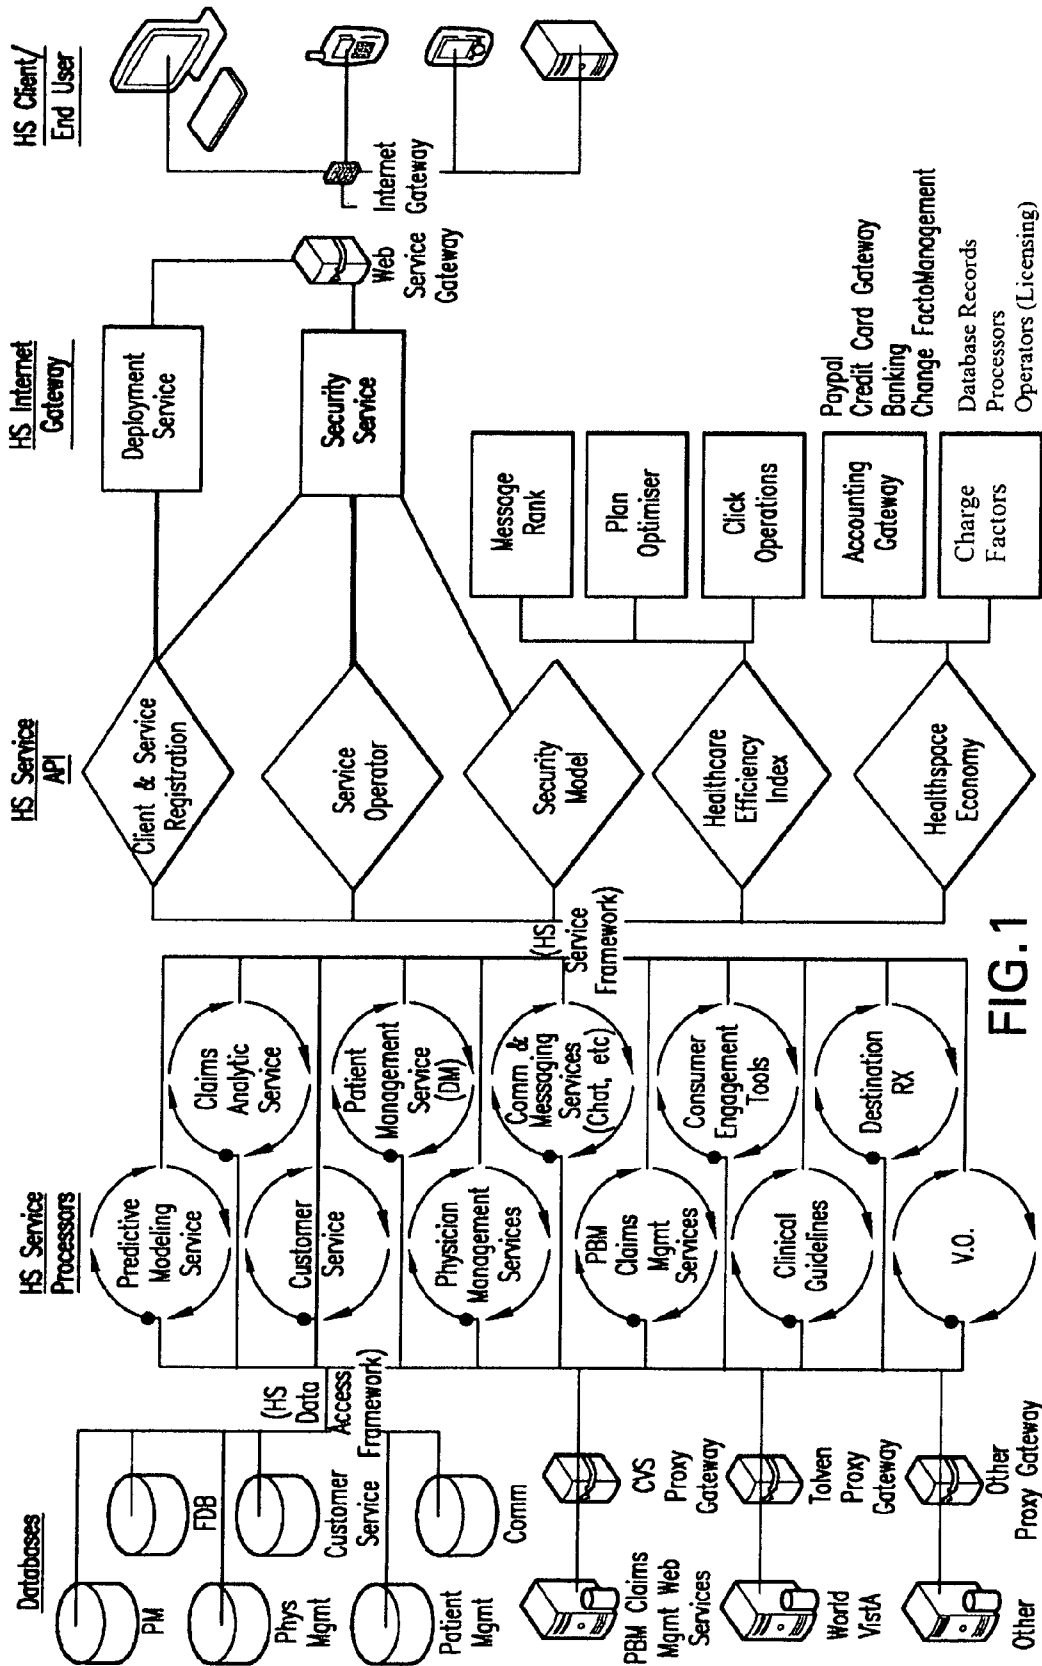 Databases
PM
FDB
Phys
Mgmt
Customer
Service
Patient
Mgmt
Comm
PBM Claims
Mgmt Web
Services
CVS
Proxy
Gateway
World
VistA
Tolven
Proxy
Gateway
Other
Other
Proxy Gateway
(HS
Data
Access
Framework)
HS Service
Processors
Predictive
Modeling
Service
Claims
Analytic
Service
Customer
Service
Patient
Management
Service
(DM)
Physician
Management
Services
Comm &
Messaging
Services
(Chat, etc)
PBM
Claims
Mgmt
Services
Consumer
Engagement
Tools
Clinical
Guidelines
Destination
RX
V.O.
(HS
Service
Framework)
HS Service
API
Client & Service
Registration
Service
Operator
Security
Model
Healthcare
Efficiency
Index
Healthspace
Economy
HS Internet
Gateway
Deployment
Service
Security
Service
Message
Rank
Plan
Optimiser
Click
Operations
Accounting
Gateway
Charge
Factors
Paypal
Credit Card Gateway
Banking
Change FactoManagement
Database Records
Processors
Operators (Licensing)
Web
Service
Gateway
HS Client/
End User
Internet
Gateway
FIG.1